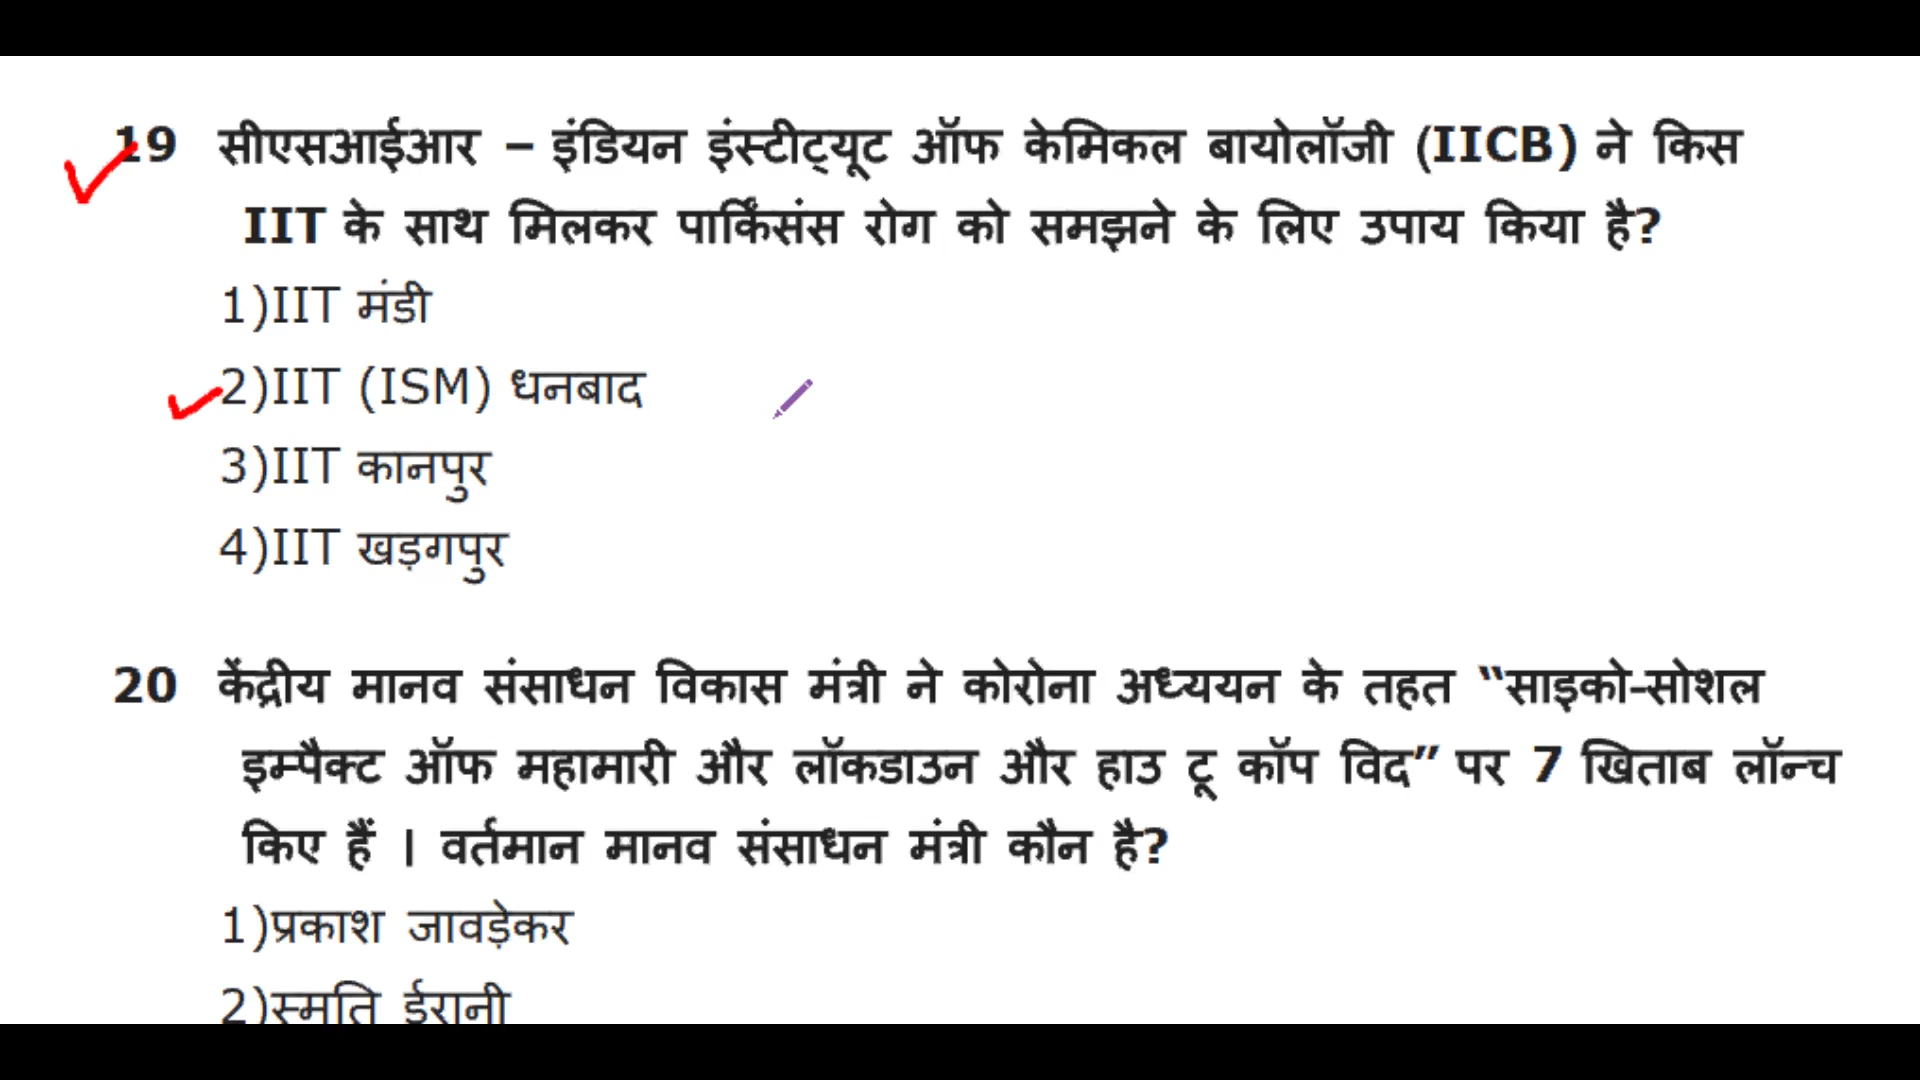 19 सीएसआईआर – इंडियन इंस्टीट्यूट ऑफ केमिकल बायोलॉजी (IICB) ने किस
IIT के साथ मिलकर पार्किंसंस रोग को समझने के लिए उपाय किया है?
1)IIT मंडी
2)IIT (ISM) धनबाद
3)IIT कानपुर
4)IIT खड़गपुर
20 केंद्रीय मानव संसाधन विकास मंत्री ने कोरोना अध्ययन के तहत “साइको-सोशल
इम्पैक्ट ऑफ महामारी और लॉकडाउन और हाउ टू कॉप विद” पर 7 खिताब लॉन्च
किए हैं । वर्तमान मानव संसाधन मंत्री कौन है?
1)प्रकाश जावड़ेकर
2)स्मृति ईरानी